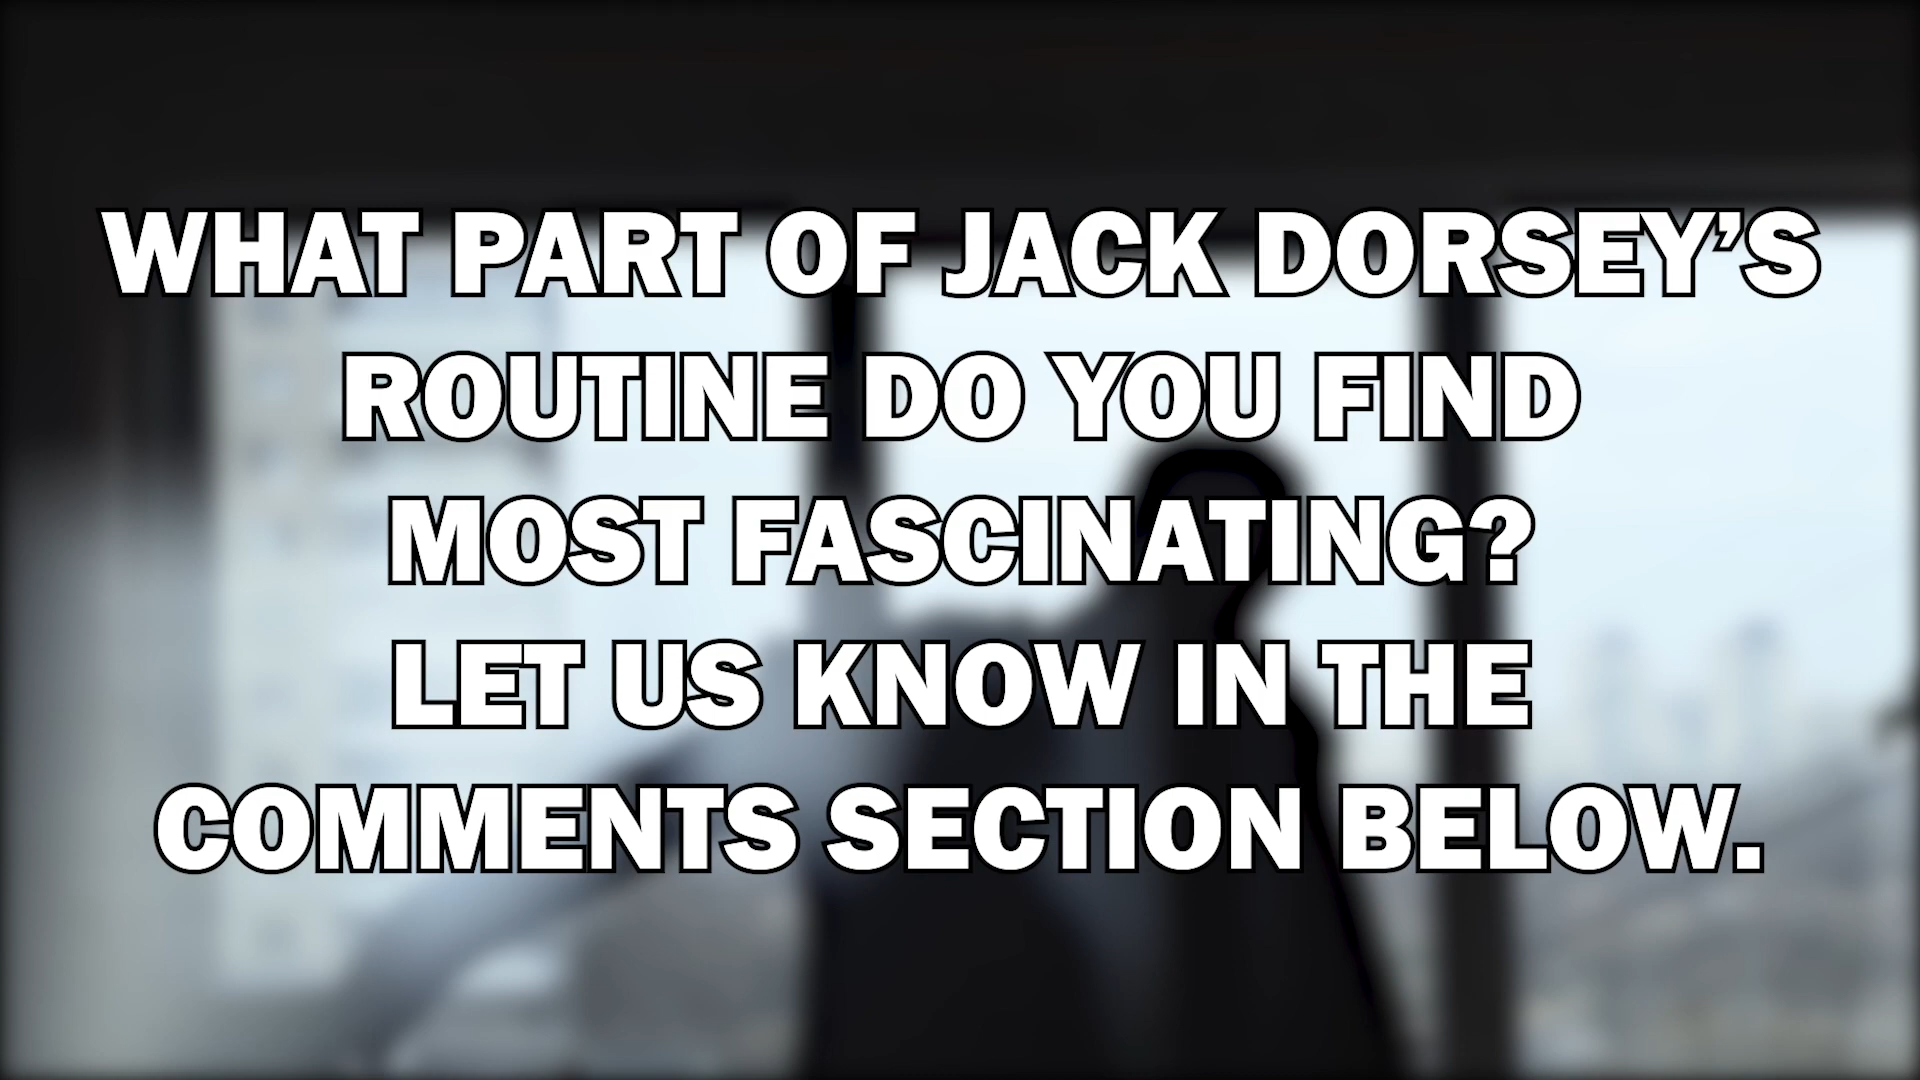 WHAT PART OF JACK DORSEY’S
ROUTINE DO YOU FIND
MOST FASCINATING?
LET US KNOW IN THE
COMMENTS SECTION BELOW.